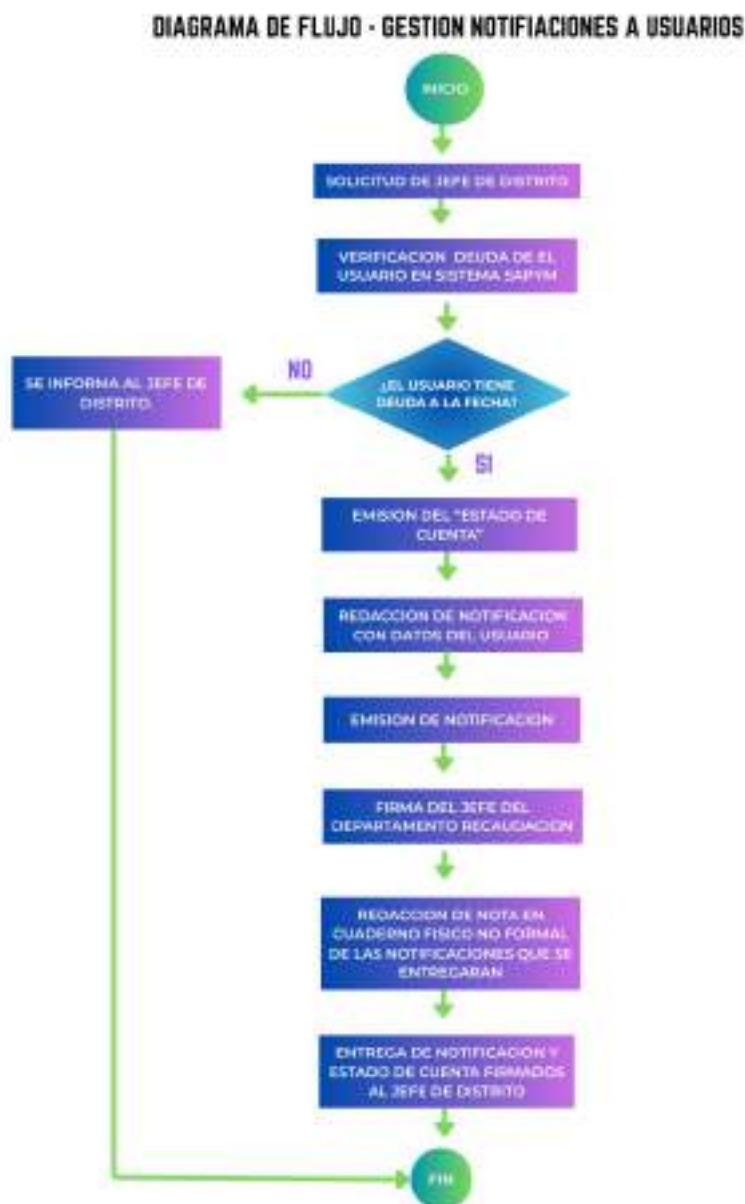 DIAGRAMA DE FLUJO - GESTION NOTIFIACIONES A USUARIOS
INICIO
SOLICITUD DE JEFE DE DISTRITO
VERIFICACION DEUDA DE EL
USUARIO EN SISTEMA SAPYM
¿EL USUARIO TIENE
DEUDA A LA FECHA?
NO
SE INFORMA AL JEFE DE
DISTRITO.
SI
EMISION DEL "ESTADO DE
CUENTA"
REDACCION DE NOTIFICACION
CON DATOS DEL USUARIO
EMISION DE NOTIFICACION
FIRMA DEL JEFE DEL
DEPARTAMENTO RECAUDACION
REDACCION DE NOTA EN
CUADERNO FISICO NO FORMAL
DE LAS NOTIFICACIONES QUE SE
ENTREGARAN
ENTREGA DE NOTIFICACION Y
ESTADO DE CUENTA FIRMADOS
AL JEFE DE DISTRITO
FIN